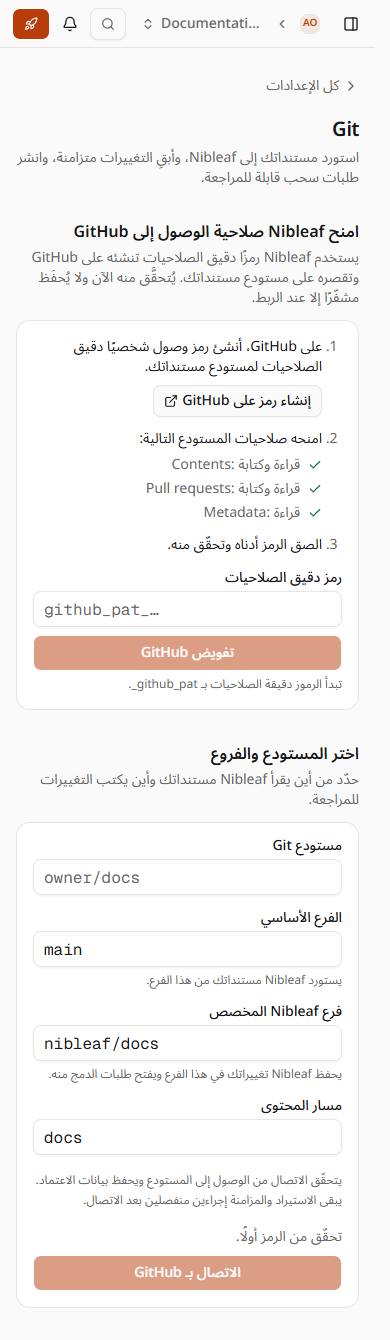 Documentati...
AO
كل الإعدادات
Git
استورد مستنداتك إلى Nibleaf، وأبقِ التغييرات متزامنة، وانشر
طلبات سحب قابلة للمراجعة.
امنح Nibleaf صلاحية الوصول إلى GitHub
يستخدم Nibleaf رمزًا دقيق الصلاحيات تنشئه على GitHub
وتقصره على مستودع مستنداتك. يُتحقَّق منه الآن ولا يُحفَظ
مشفّرًا إلا عند الربط.
1. على GitHub، أنشئ رمز وصول شخصيًا دقيق
الصلاحيات لمستودع مستنداتك.
إنشاء رمز على GitHub
2. امنحه صلاحيات المستودع التالية:
Contents: قراءة وكتابة
Pull requests: قراءة وكتابة
Metadata: قراءة
3. الصق الرمز أدناه وتحقّق منه.
رمز دقيق الصلاحيات
github_pat_…
تفويض GitHub
تبدأ الرموز دقيقة الصلاحيات بـ github_pat_.
اختر المستودع والفروع
حدّد من أين يقرأ Nibleaf مستنداتك وأين يكتب التغييرات
للمراجعة.
مستودع Git
owner/docs
الفرع الأساسي
main
يستورد Nibleaf مستنداتك من هذا الفرع.
فرع Nibleaf المخصص
nibleaf/docs
يحفظ Nibleaf تغييراتك في هذا الفرع ويفتح طلبات الدمج منه.
مسار المحتوى
docs
يتحقّق الاتصال من الوصول إلى المستودع ويحفظ بيانات الاعتماد.
يبقى الاستيراد والمزامنة إجراءين منفصلين بعد الاتصال.
تحقّق من الرمز أولًا.
الاتصال بـ GitHub